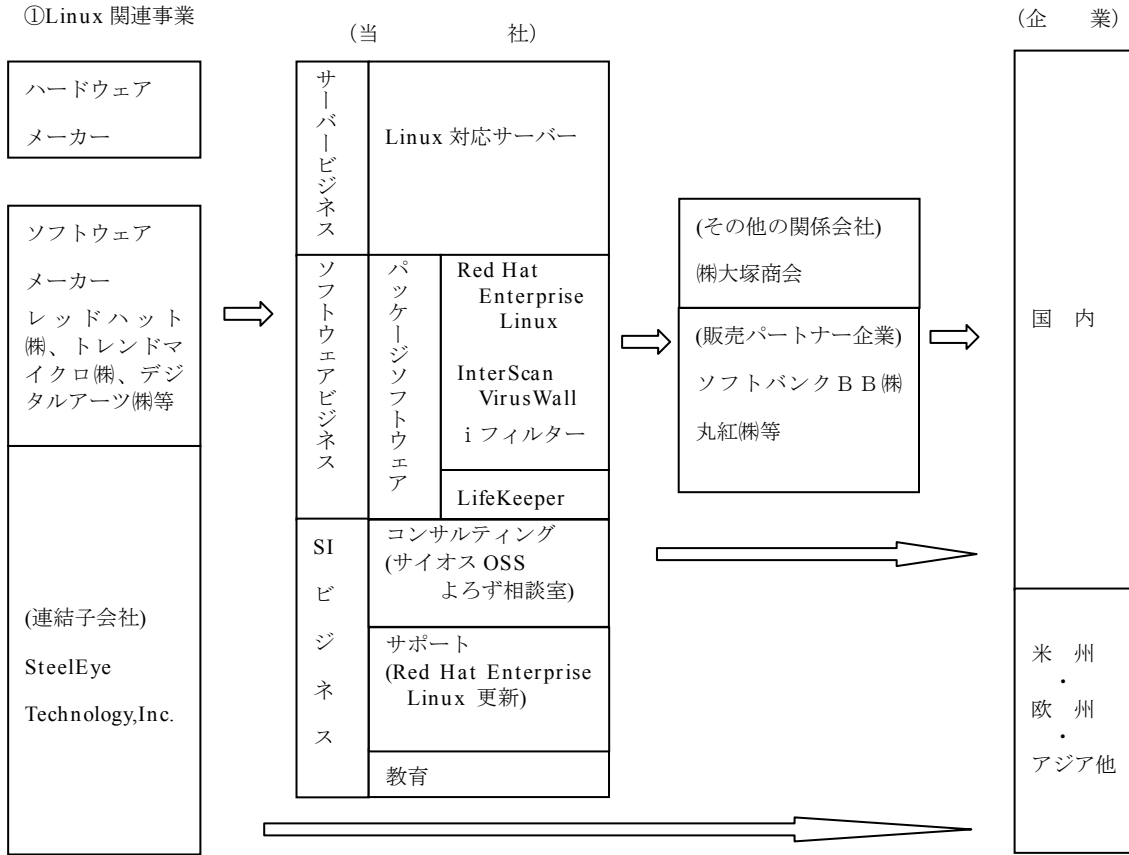 ①Linux 関連事業
(当 社)
(企 業)
ハードウェア
メーカー
ソフトウェア
メーカー
レッドハット
㈱、トレンドマ
イクロ㈱、デジ
タルアーツ㈱等
(連結子会社)
SteelEye
Technology,Inc.
サーバービジネス
Linux 対応サーバー
ソフトウェアビジネス
パッケージソフトウェア
Red Hat
Enterprise
Linux
InterScan
VirusWall
i フィルター
LifeKeeper
SI ビジネス
コンサルティング
(サイオス OSS
よろず相談室)
サポート
(Red Hat Enterprise
Linux 更新)
教育
(その他の関係会社)
㈱大塚商会
(販売パートナー企業)
ソフトバンクＢＢ㈱
丸紅㈱等
国 内
米 州
・
欧 州
・
アジア他